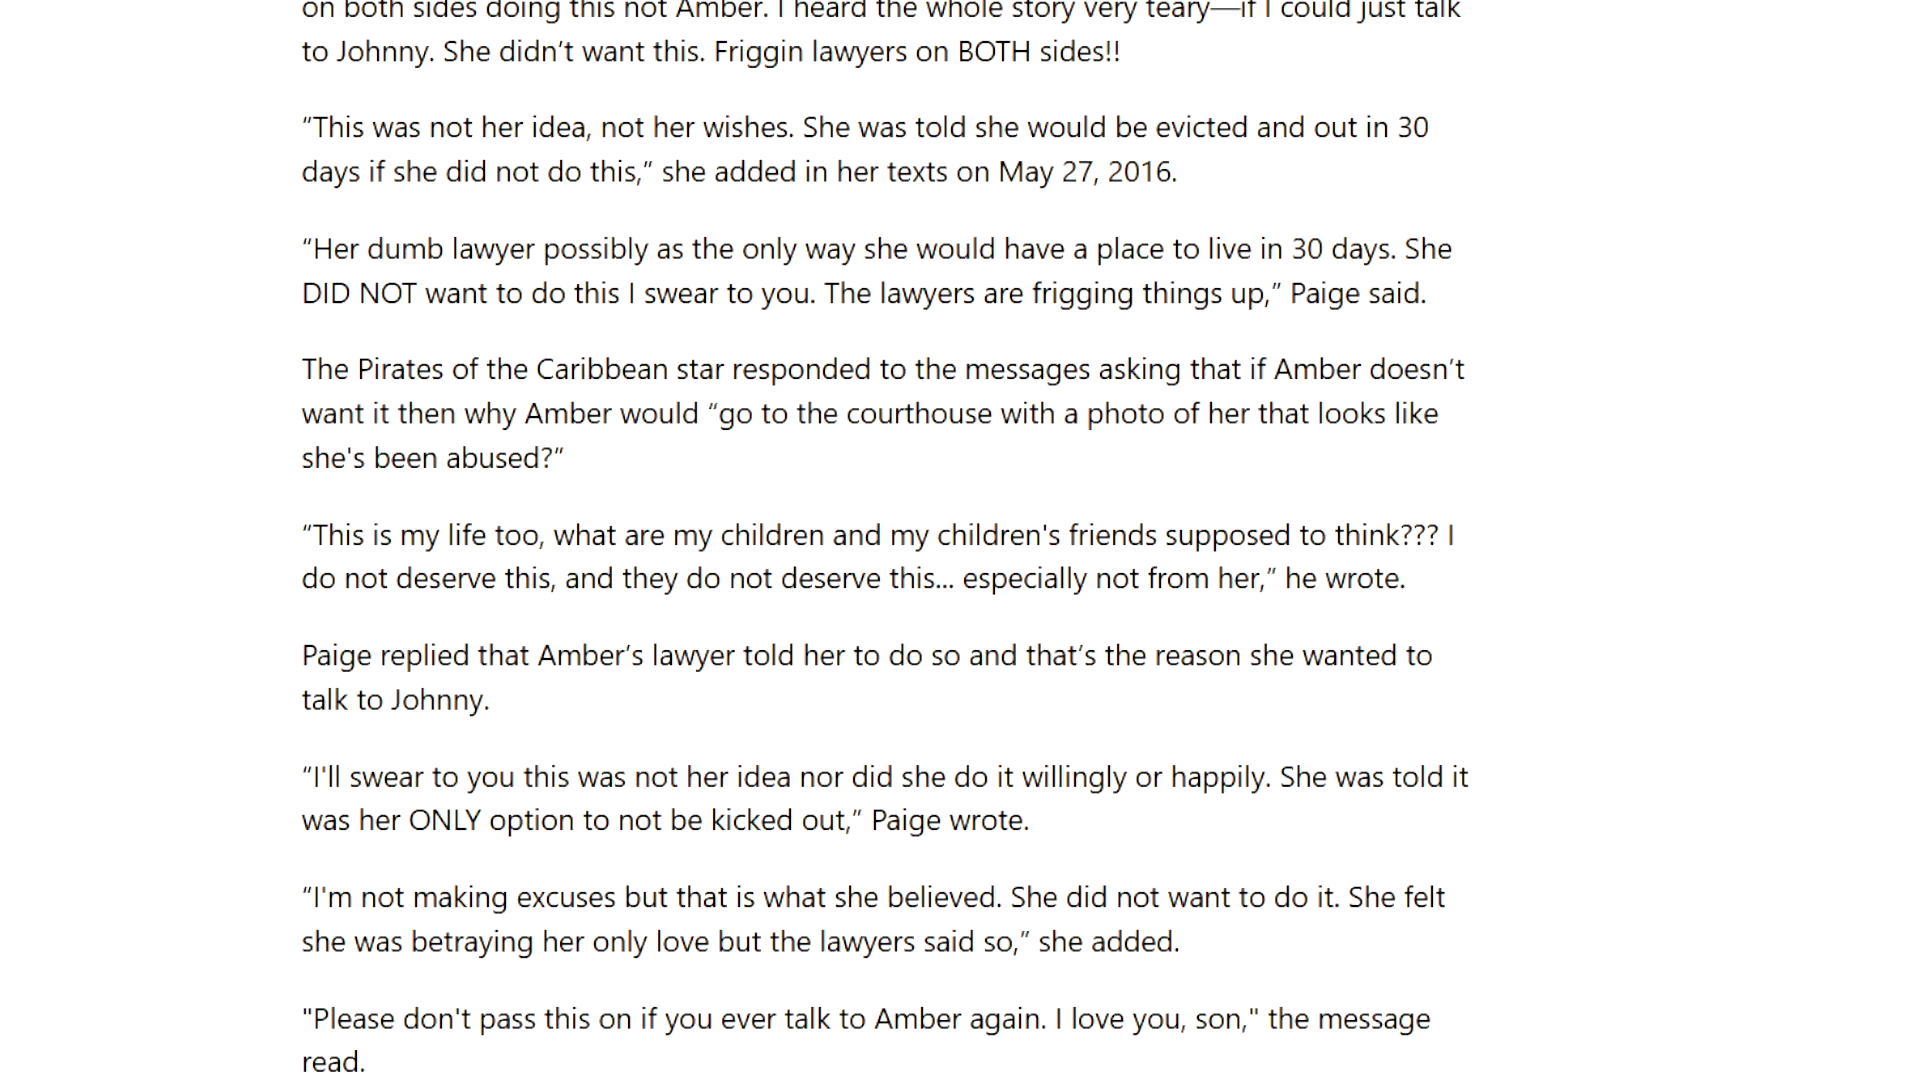 on both sides doing this not Amber. I heard the whole story very teary—if I could just talk
to Johnny. She didn’t want this. Friggin lawyers on BOTH sides!!
“This was not her idea, not her wishes. She was told she would be evicted and out in 30
days if she did not do this,” she added in her texts on May 27, 2016.
“Her dumb lawyer possibly as the only way she would have a place to live in 30 days. She
DID NOT want to do this I swear to you. The lawyers are frigging things up,” Paige said.
The Pirates of the Caribbean star responded to the messages asking that if Amber doesn’t
want it then why Amber would “go to the courthouse with a photo of her that looks like
she's been abused?”
“This is my life too, what are my children and my children's friends supposed to think??? I
do not deserve this, and they do not deserve this... especially not from her,” he wrote.
Paige replied that Amber’s lawyer told her to do so and that’s the reason she wanted to
talk to Johnny.
“I'll swear to you this was not her idea nor did she do it willingly or happily. She was told it
was her ONLY option to not be kicked out,” Paige wrote.
“I'm not making excuses but that is what she believed. She did not want to do it. She felt
she was betraying her only love but the lawyers said so,” she added.
"Please don't pass this on if you ever talk to Amber again. I love you, son," the message
read.